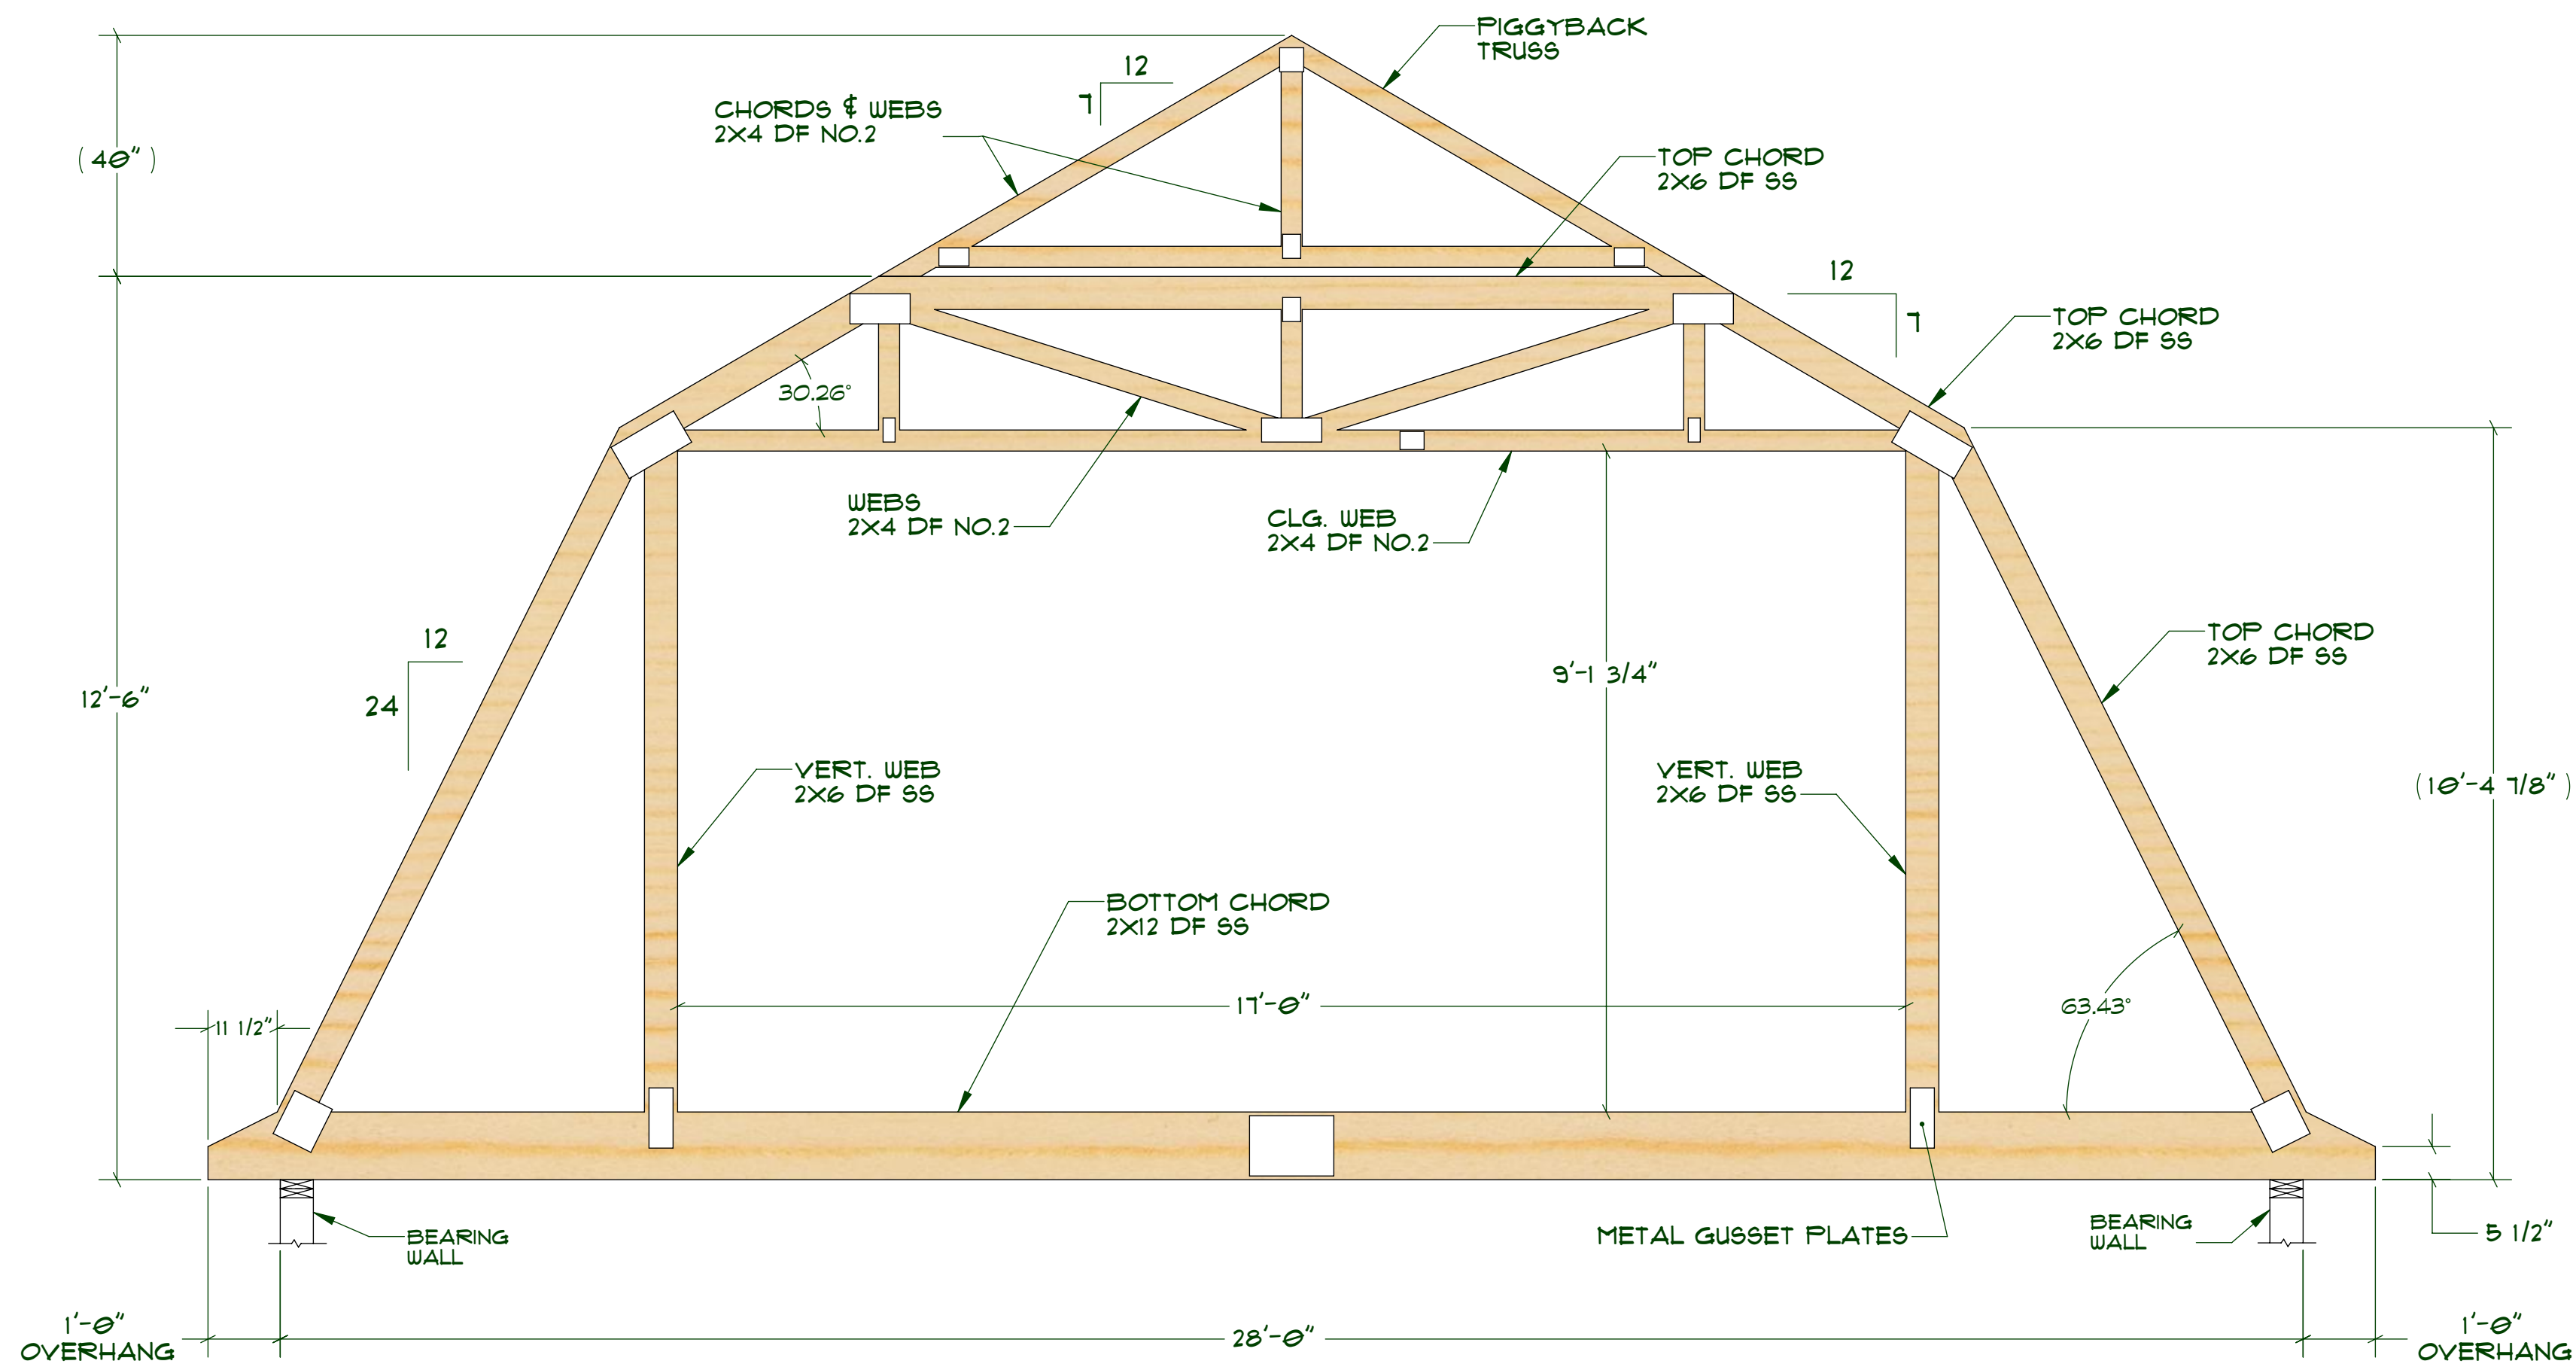 PIGGYBACK
TRUSS
12
7
CHORDS & WEBS
2X4 DF NO.2
(40")
TOP CHORD
2X6 DF SS
12
7
TOP CHORD
2X6 DF SS
30.26°
WEBS
2X4 DF NO.2
CLG. WEB
2X4 DF NO.2
12
24
TOP CHORD
2X6 DF SS
12'-6"
9'-1 3/4"
VERT. WEB
2X6 DF SS
VERT. WEB
2X6 DF SS
(10'-4 7/8")
BOTTOM CHORD
2X12 DF SS
11 1/2"
17'-0"
63.43°
BEARING
WALL
METAL GUSSET PLATES
BEARING
WALL
5 1/2"
1'-0"
OVERHANG
28'-0"
1'-0"
OVERHANG